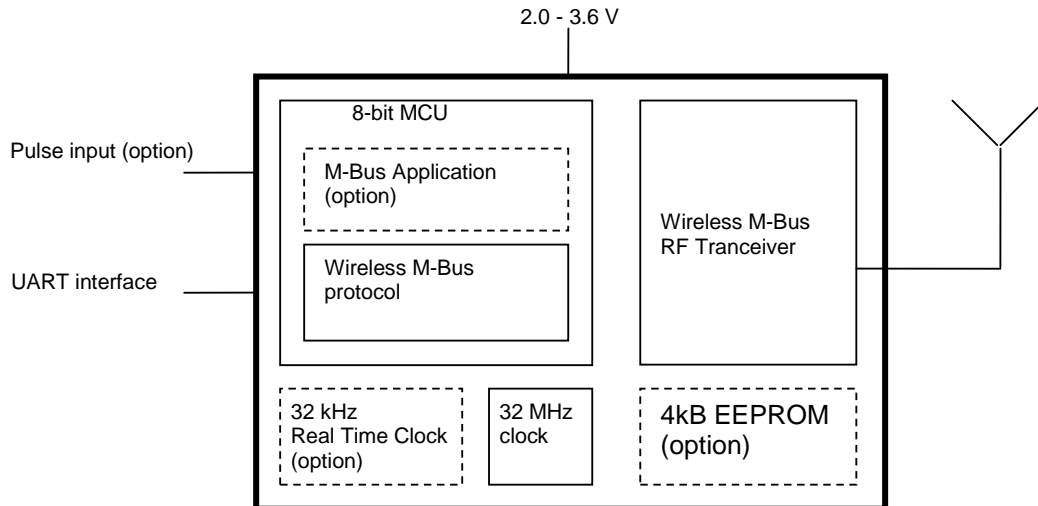 2.0 - 3.6 V
8-bit MCU
Pulse input (option)
M-Bus Application
(option)
Wireless M-Bus
RF Tranceiver
UART interface
Wireless M-Bus
protocol
32 kHz
Real Time Clock
(option)
32 MHz
clock
4kB EEPROM
(option)